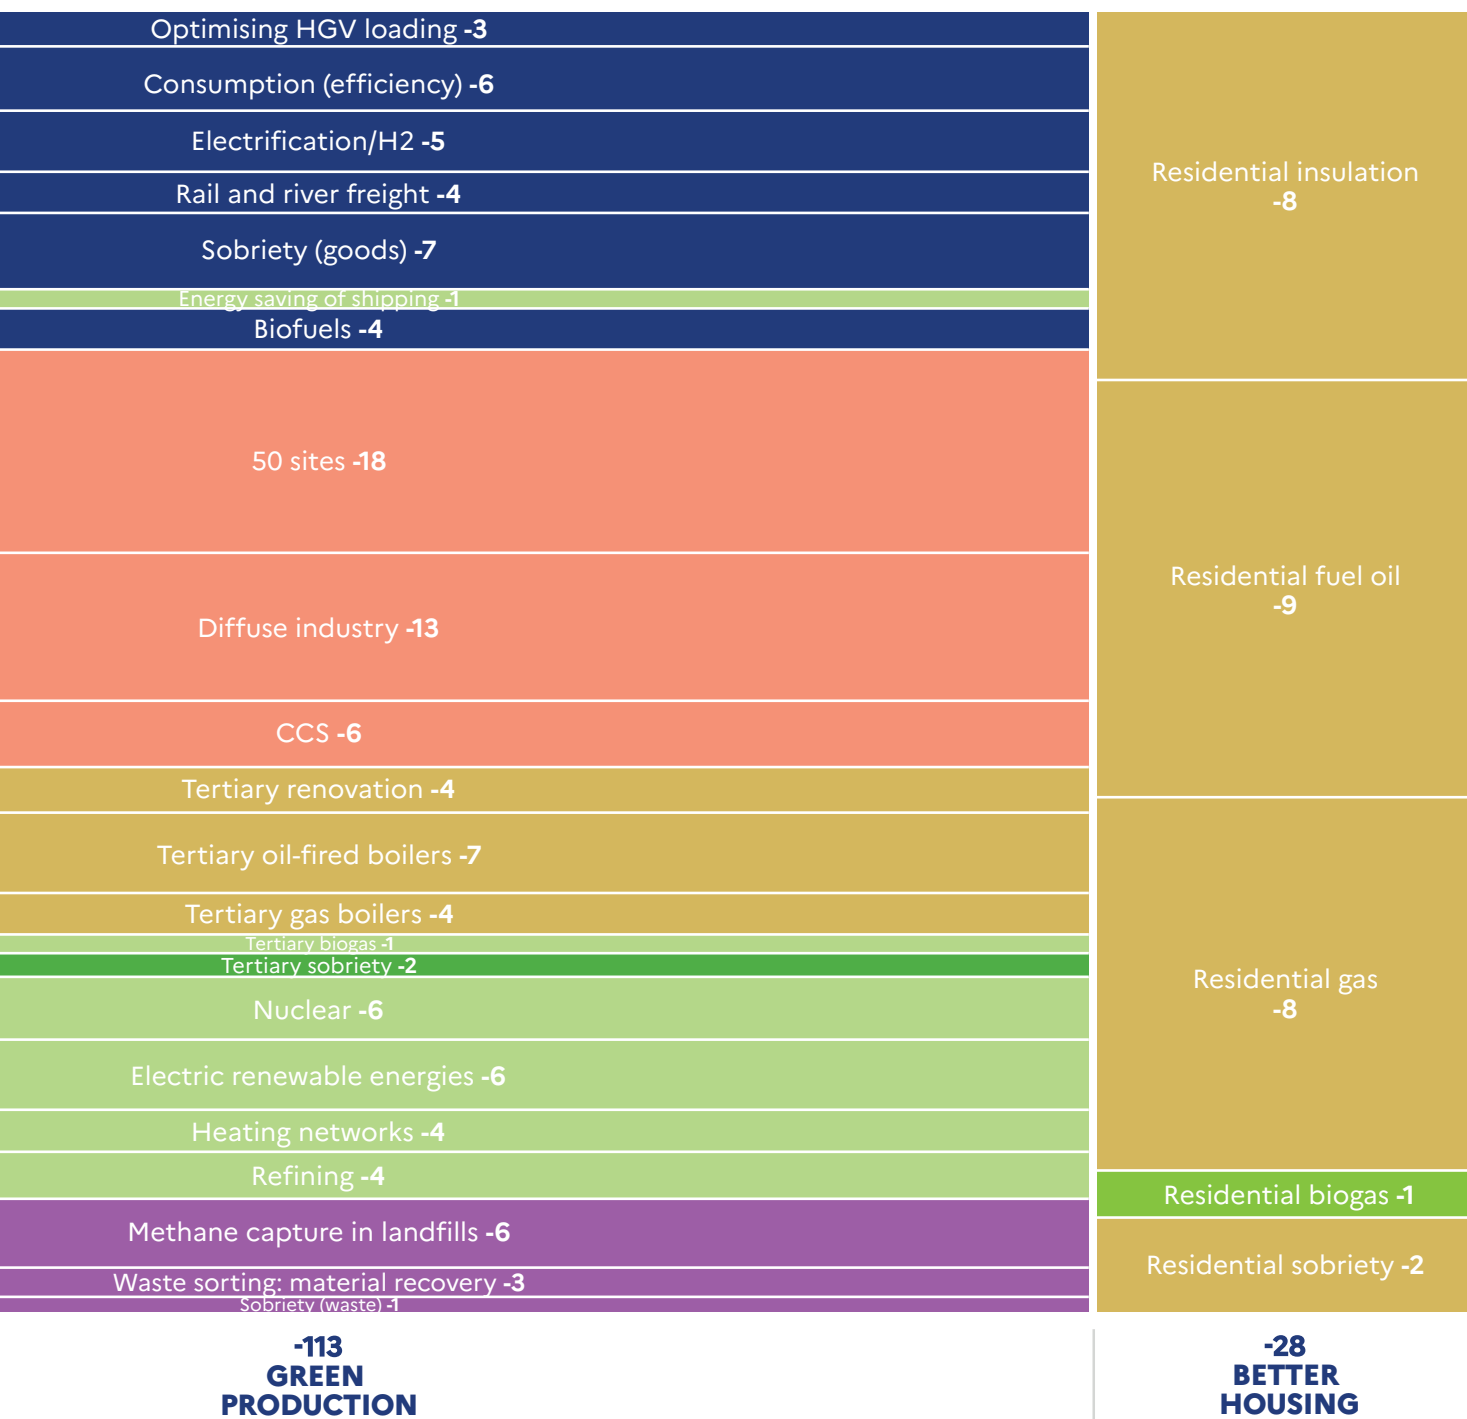 Optimising HGV loading -3
Consumption (efficiency) -6
Electrification/H2 -5
Rail and river freight -4
Sobriety (goods) -7
Energy saving of shipping -1
Biofuels -4
50 sites -18
Diffuse industry -13
CCS -6
Tertiary renovation -4
Tertiary oil-fired boilers -7
Tertiary gas boilers -4
Tertiary biogas -1
Tertiary sobriety -2
Nuclear -6
Electric renewable energies -6
Heating networks -4
Refining -4
Methane capture in landfills -6
Waste sorting: material recovery -3
Sobriety (waste) -1
-113
GREEN
PRODUCTION
Residential insulation
-8
Residential fuel oil
-9
Residential gas
-8
Residential biogas -1
Residential sobriety -2
-28
BETTER
HOUSING